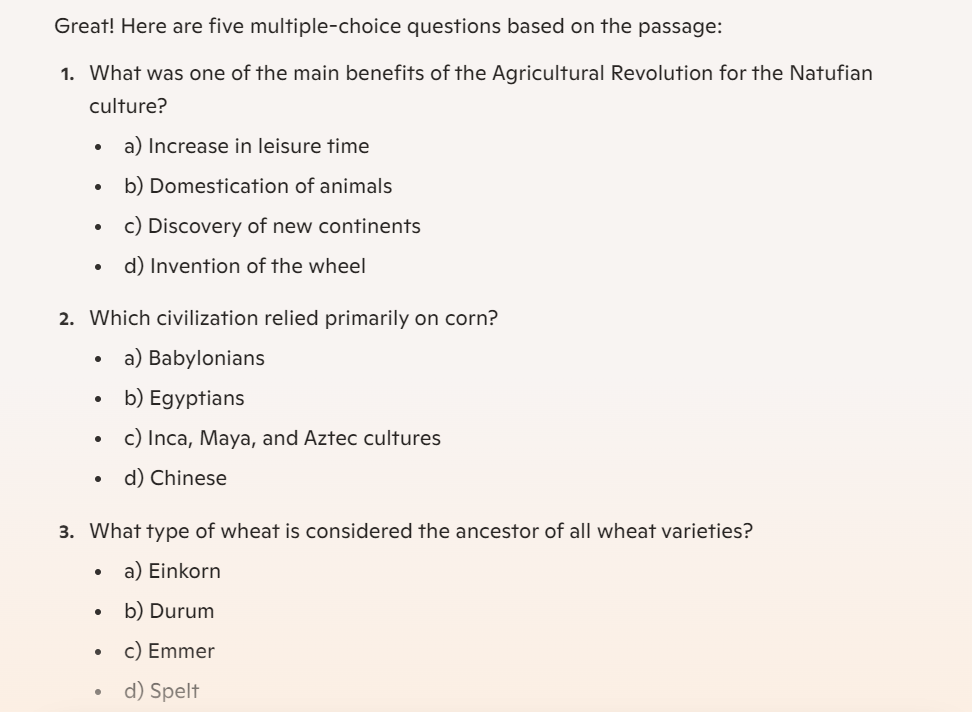 Great! Here are five multiple-choice questions based on the passage:
1. What was one of the main benefits of the Agricultural Revolution for the Natufian
culture?
• a) Increase in leisure time
• b) Domestication of animals
• c) Discovery of new continents
• d) Invention of the wheel
2. Which civilization relied primarily on corn?
• a) Babylonians
• b) Egyptians
• c) Inca, Maya, and Aztec cultures
• d) Chinese
3. What type of wheat is considered the ancestor of all wheat varieties?
• a) Einkorn
• b) Durum
• c) Emmer
• d) Spelt